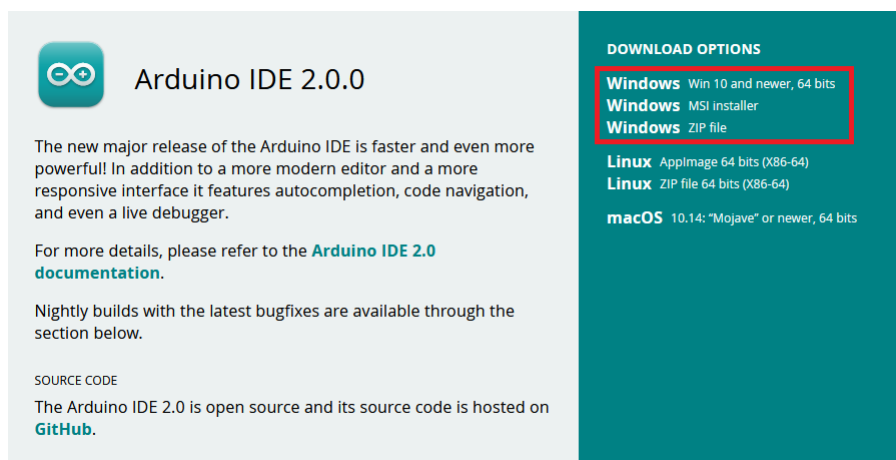 Arduino IDE 2.0.0
The new major release of the Arduino IDE is faster and even more
powerful! In addition to a more modern editor and a more
responsive interface it features autocompletion, code navigation,
and even a live debugger.
For more details, please refer to the Arduino IDE 2.0
documentation.
Nightly builds with the latest bugfixes are available through the
section below.
SOURCE CODE
The Arduino IDE 2.0 is open source and its source code is hosted on
GitHub.
DOWNLOAD OPTIONS
Windows Win 10 and newer, 64 bits
Windows MSI installer
Windows ZIP file
Linux AppImage 64 bits (X86-64)
Linux ZIP file 64 bits (X86-64)
macOS 10.14: “Mojave” or newer, 64 bits